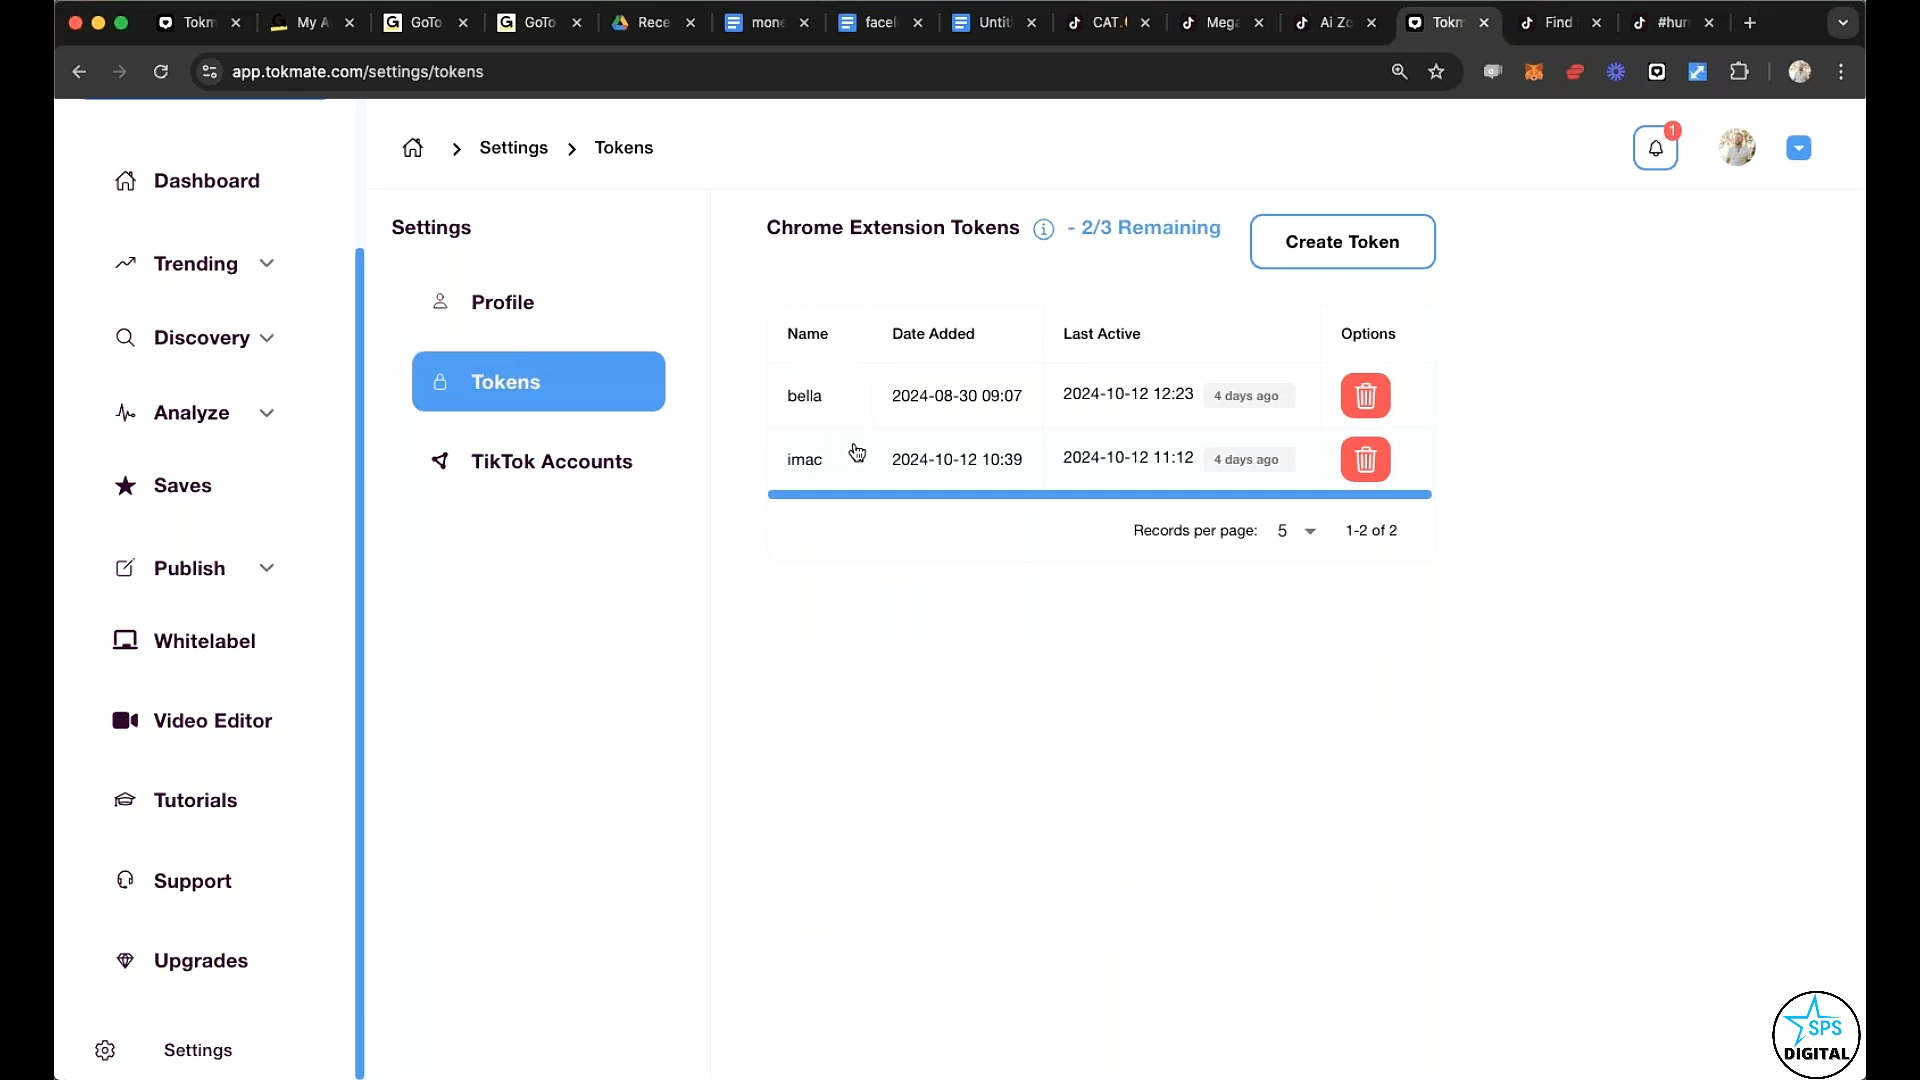 Tokm
My A
GoTo
GoTo
Rece
mone
facel
Untit
CAT.
Mega
Ai Zo
Tokm
Find
#hur
app.tokmate.com/settings/tokens
Settings
Tokens
1
Dashboard
Trending
Discovery
Analyze
Saves
Publish
Whitelabel
Video Editor
Tutorials
Support
Upgrades
Settings
Settings
Profile
Tokens
TikTok Accounts
Chrome Extension Tokens - 2/3 Remaining
Create Token
Name Date Added Last Active Options
bella 2024-08-30 09:07 2024-10-12 12:23 4 days ago
imac 2024-10-12 10:39 2024-10-12 11:12 4 days ago
Records per page: 5 1-2 of 2
SPS
DIGITAL